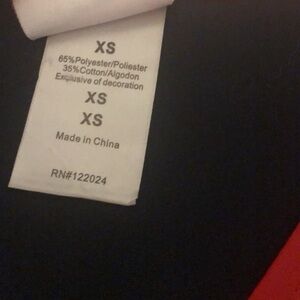 XS
65%Polyester/Poliester
35%Cotton/Algodon
Exclusive of decoration
XS
XS
Made in China
RN#122024